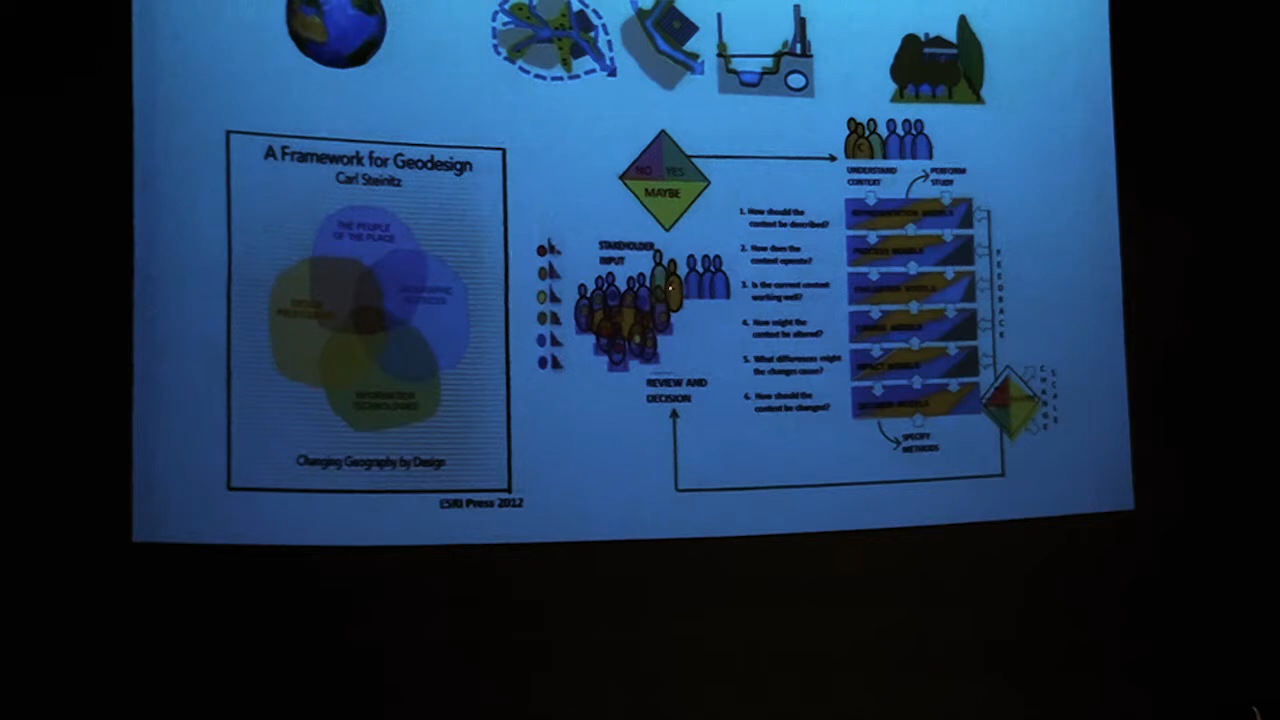 A Framework for Geodesign
Carl Steinitz
THE PEOPLE
OF THE PLACE
INFORMATION
TECHNOLOGIES
Changing Geography by Design
ESRI Press 2012
NO YES
MAYBE
STAKEHOLDER
INPUT
REVIEW AND
DECISION
UNDERSTAND
CONTEXT
PERFORM
STUDY
1. How should the
context be described?
2. How does the
context operate?
3. Is the current context
working well?
4. How might the
context be altered?
5. What differences might
the changes cause?
6. How should the
context be changed?
REPRESENTATION MODELS
PROCESS MODELS
EVALUATION MODELS
CHANGE MODELS
IMPACT MODELS
DECISION MODELS
FEEDBACK
SPECIFY
METHODS
CHANGE
SCALE